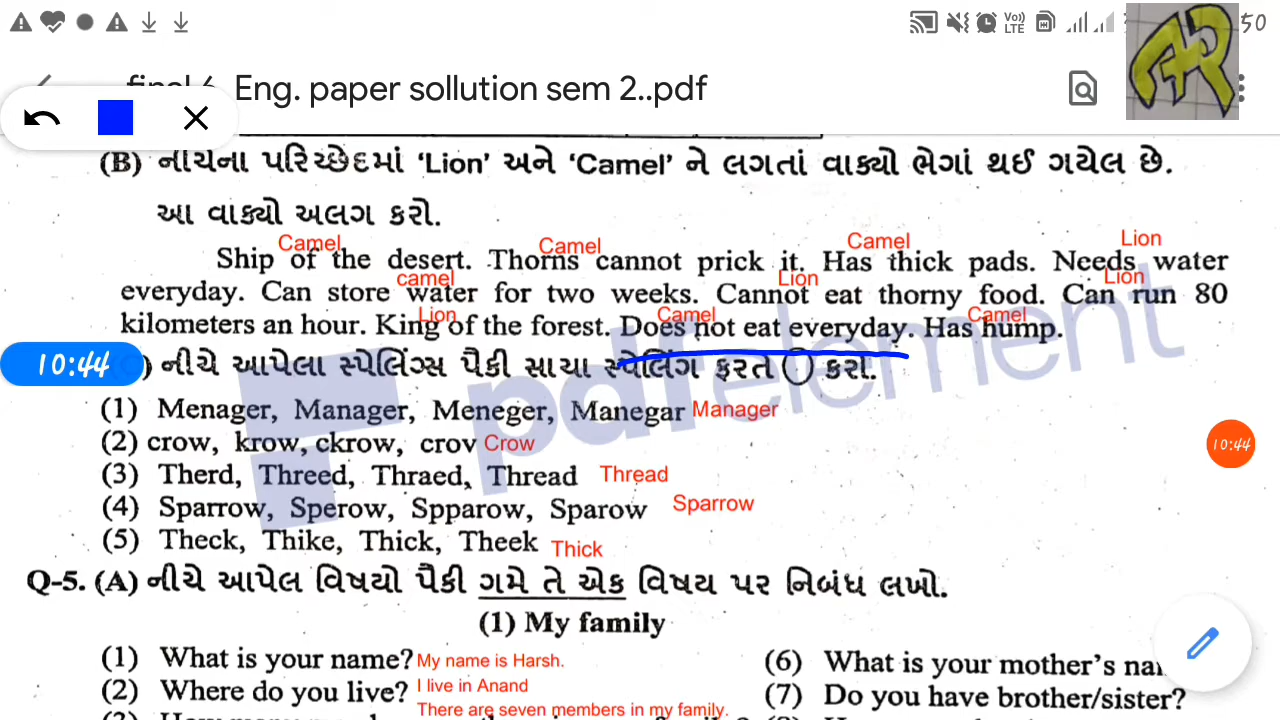 50
final 6 Eng. paper sollution sem 2..pdf
(B) નીચેના પરિચ્છેદમાં ‘Lion’ અને ‘Camel’ ને લગતાં વાક્યો ભેગાં થઈ ગયેલ છે.
આ વાક્યો અલગ કરો.
Camel Camel Camel Lion
Ship of the desert. Thorns cannot prick it. Has thick pads. Needs water
camel Lion Lion
everyday. Can store water for two weeks. Cannot eat thorny food. Can run 80
Lion Camel Camel
kilometers an hour. King of the forest. Does not eat everyday. Has hump.
10:44
નીચે આપેલા સ્પેલિંગ્સ પૈકી સાચા સ્પેલિંગ ફરતે કરો.
(1) Menager, Manager, Meneger, Manegar Manager
(2) crow, krow, ckrow, crov Crow
10:44
(3) Therd, Threed, Thraed, Thread Thread
(4) Sparrow, Sperow, Spparow, Sparow Sparrow
(5) Theck, Thike, Thick, Theek Thick
Q-5. (A) નીચે આપેલ વિષયો પૈકી ગમે તે એક વિષય પર નિબંધ લખો.
(1) My family
(1) What is your name? My name is Harsh.
(2) Where do you live? I live in Anand
There are seven members in my family.
(6) What is your mother's
(7) Do you have brother/sister?
pdfelement